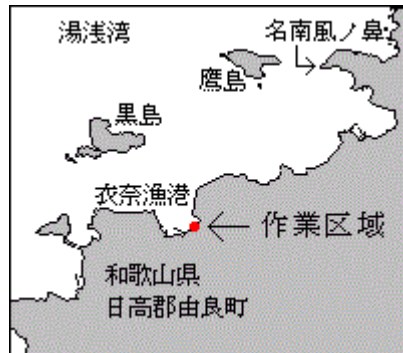 湯浅湾
名南風ノ鼻
鷹島
黒島
衣奈漁港
作業区域
和歌山県
日高郡由良町